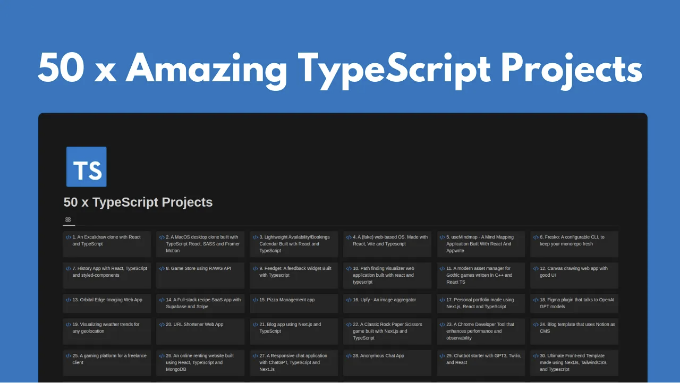 50 x Amazing TypeScript Projects
TS
50 x TypeScript Projects
1. An Excalidraw clone with React
and TypeScript
2. A MacOS desktop clone built with
TypeScript React, SASS and Framer
Motion
3. Lightweight Availability/Bookings
Calendar Built with React and
TypeScript
4. A (fake) web-based OS. Made with
React, Vite and Typescript
5. useMindmap - A Mind Mapping
Application Built With React And
Appwrite
6. A configurable CLI, to
keep your monorepo fresh
7. History App with React, TypeScript
and styled-components
8. Game Store using RAWG API
9. Feedget: A feedback widget built
with Typescript
10. Path finding visualizer web
application built with react and
typescript
11. A modern asset manager for
Gothic games written in C++ and
React TS
12. Canvas drawing web app with
good UI
13. Orbital Edge Imaging Web App
14. A Full-stack recipe SaaS app with
Supabase and Stripe
15. Pizza Management app
16. Uply - An image aggregator
17. Personal portfolio made using
Next.js, React and TypeScript
18. Figma plugin that talks to OpenAI
GPT models
19. Visualising weather trends for
any geolocation
20. URL Shortener Web App
21. Blog app using Next.js and
TypeScript
22. A Classic Rock Paper Scissors
game built with Next.js and
TypeScript
23. A Chrome Developer Tool that
enhances performance and
observability
24. Blog template that uses Notion as
CMS
25. A gaming platform for a freelance
client
26. An online renting website built
using React, TypeScript and
MongoDB
27. A Responsive chat application
with ChatGPT, TypeScript and
Next.js
28. Anonymous Chat App
29. Chatbot started with GPT3, Twilio,
and React
30. Ultimate Frontend Template
made using Next.js, Tailwindcss
and Typescript